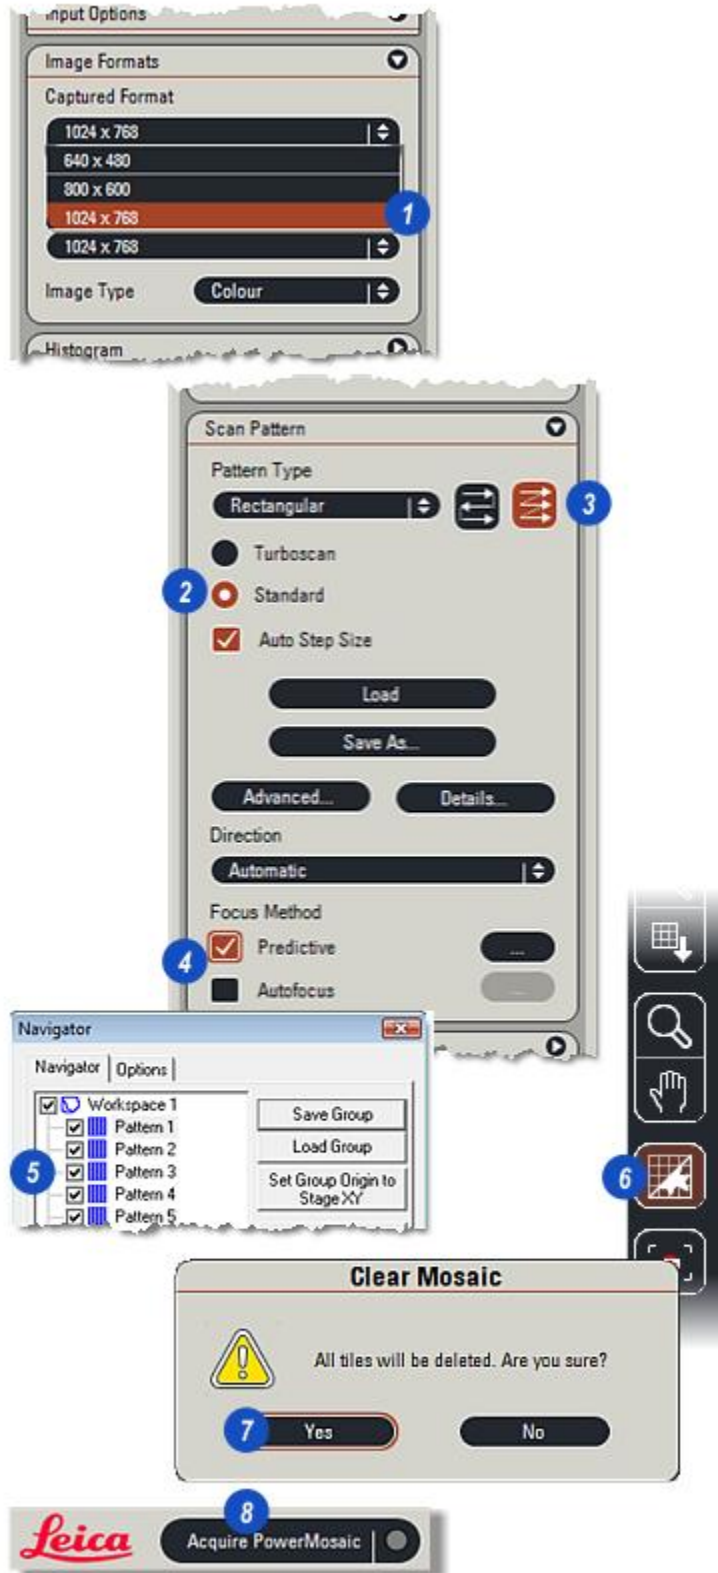 Input Options
Image Formats
Captured Format
1024 x 768
640 x 480
800 x 600
1024 x 768
1
1024 x 768
Image Type Colour
Histogram
Scan Pattern
Pattern Type
Rectangular
3
Turboscan
2
Standard
Auto Step Size
Load
Save As...
Advanced... Details...
Direction
Automatic
Focus Method
4
Predictive ...
Autofocus ...
Navigator
Navigator Options
Workspace 1
Pattern 1
Pattern 2
Pattern 3
Pattern 4
Pattern 5
5
Save Group
Load Group
Set Group Origin to
Stage XY
6
Clear Mosaic
All tiles will be deleted. Are you sure?
7
Yes No
8
Leica Acquire PowerMosaic